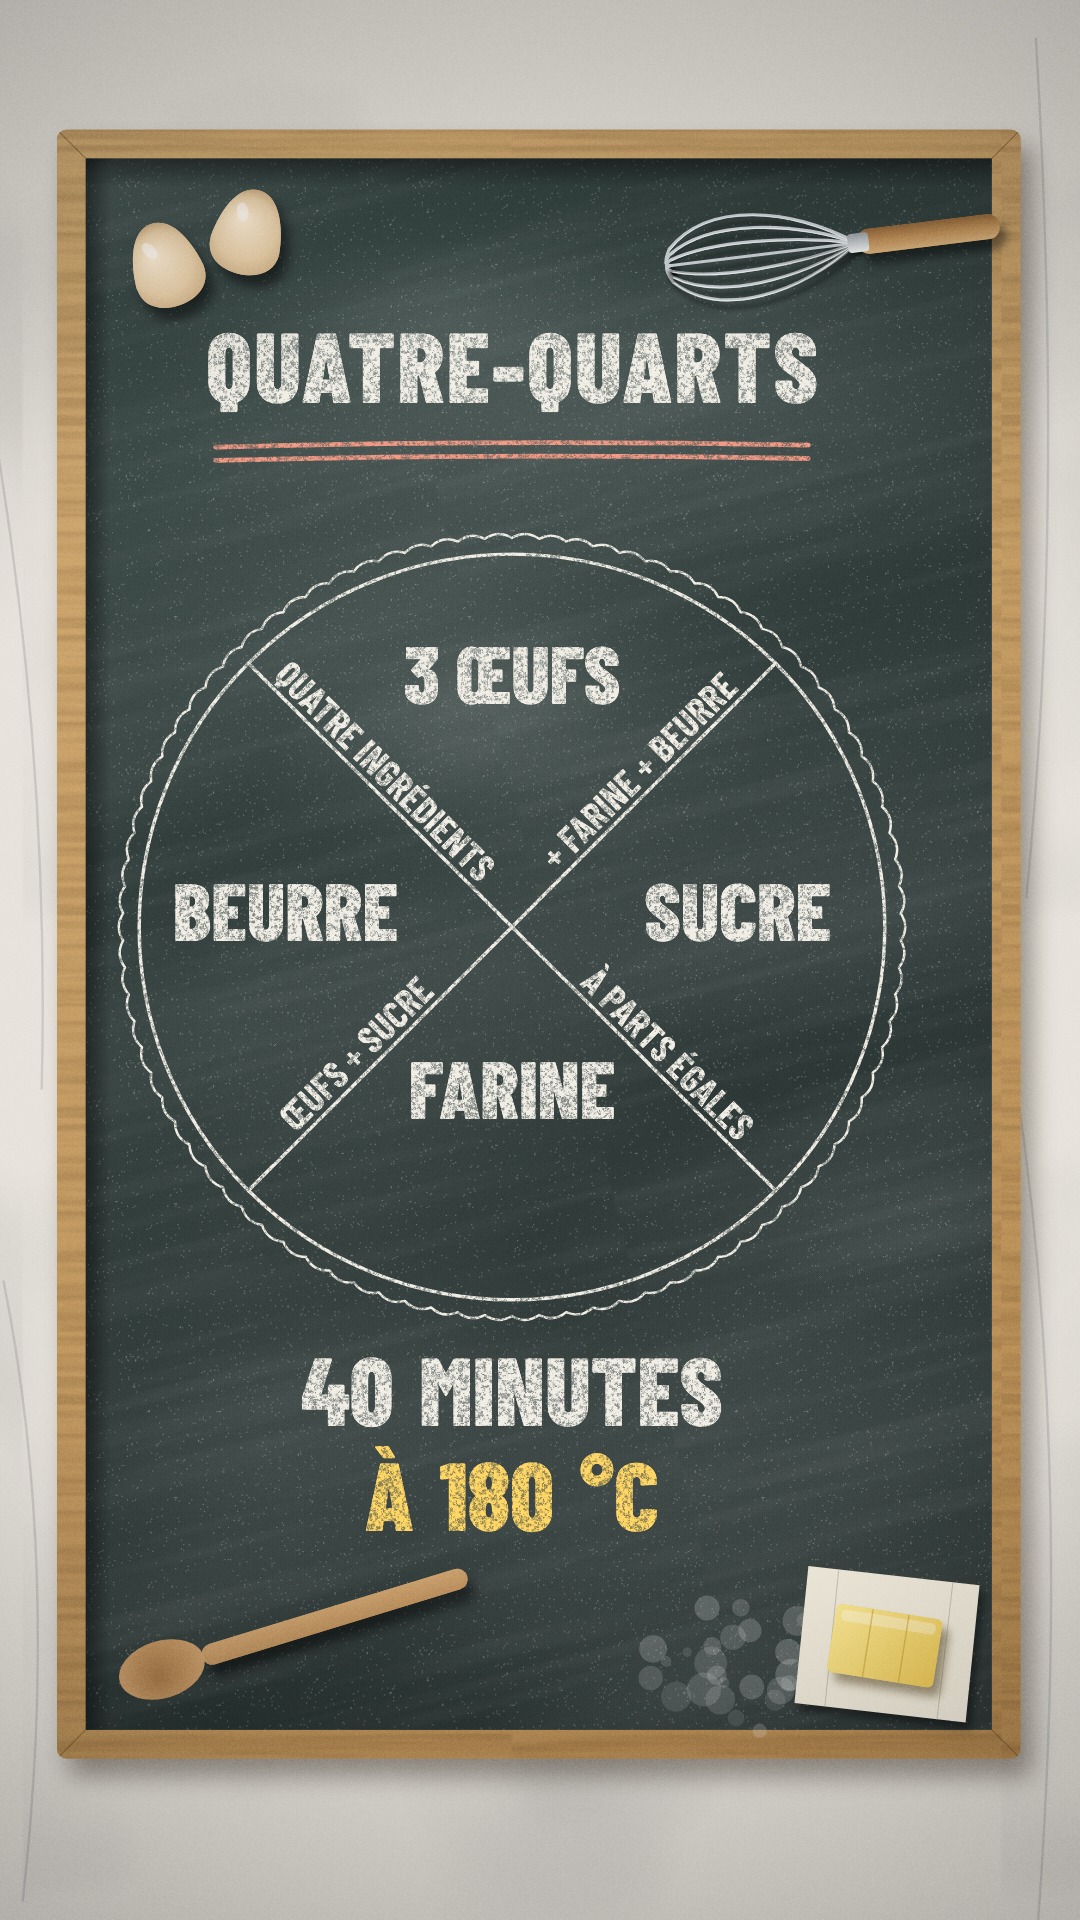 QUATRE-QUARTS
3 ŒUFS
QUATRE INGRÉDIENTS
+ FARINE + BEURRE
BEURRE
SUCRE
ŒUFS + SUCRE
À PARTS ÉGALES
FARINE
40 MINUTES
À 180 °C